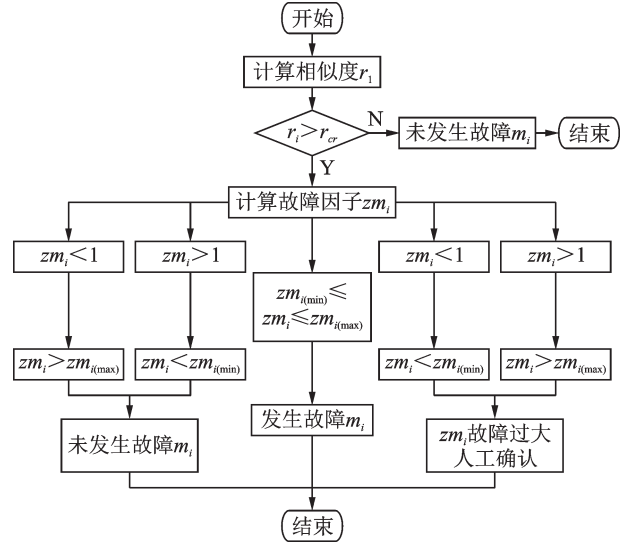 开始
计算相似度r₁
rᵢ>r_cr
N
未发生故障mᵢ
结束
Y
计算故障因子zmᵢ
zmᵢ<1
zmᵢ>1
zmᵢ₍min₎≤
zmᵢ≤zmᵢ₍max₎
zmᵢ<1
zmᵢ>1
zmᵢ>zmᵢ₍max₎
zmᵢ<zmᵢ₍min₎
zmᵢ<zmᵢ₍min₎
zmᵢ>zmᵢ₍max₎
未发生故障mᵢ
发生故障mᵢ
zmᵢ故障过大
人工确认
结束